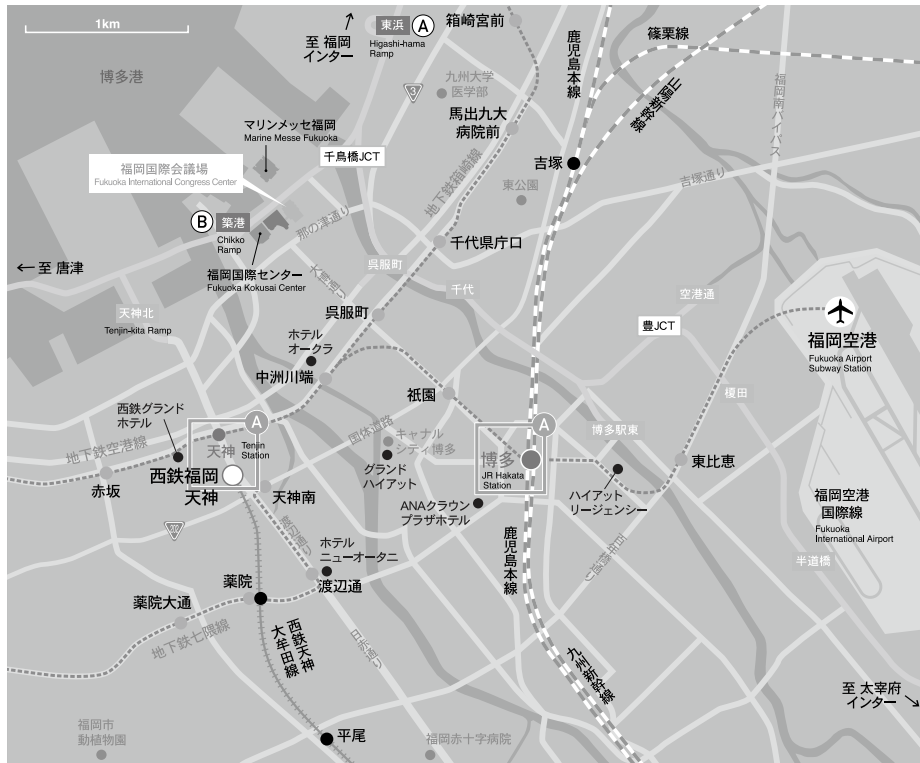 1km
博多港
至 福岡
インター
東浜
A
Higashi-hama
Ramp
箱崎宮前
鹿児島本線
篠栗線
山陽新幹線
福岡南バイパス
3
九州大学
医学部
馬出九大
病院前
マリンメッセ福岡
Marine Messe Fukuoka
千鳥橋JCT
地下鉄箱崎線
吉塚
吉塚通り
東公園
福岡国際会議場
Fukuoka International Congress Center
B
築港
Chikko
Ramp
那の津通り
千代県庁口
福岡国際センター
Fukuoka Kokusai Center
大博通り
呉服町
千代
← 至 唐津
天神北
Tenjin-kita Ramp
呉服町
空港通
豊JCT
福岡空港
Fukuoka Airport
Subway Station
ホテル
オークラ
中洲川端
祇園
榎田
西鉄グランド
ホテル
A
天神
Tenjin
Station
国体道路
キャナル
シティ博多
グランド
ハイアット
A
博多
JR Hakata
Station
博多駅東
東比恵
地下鉄空港線
赤坂
西鉄福岡
天神
天神南
ANAクラウン
プラザホテル
ハイアット
リージェンシー
福岡空港
国際線
Fukuoka
International Airport
渡辺通り
ホテル
ニューオータニ
鹿児島本線
半道橋
薬院
渡辺通
薬院大通
地下鉄七隈線
西鉄天神
大牟田線
日赤通り
九州新幹線
至 太宰府
インター
福岡市
動植物園
平尾
福岡赤十字病院